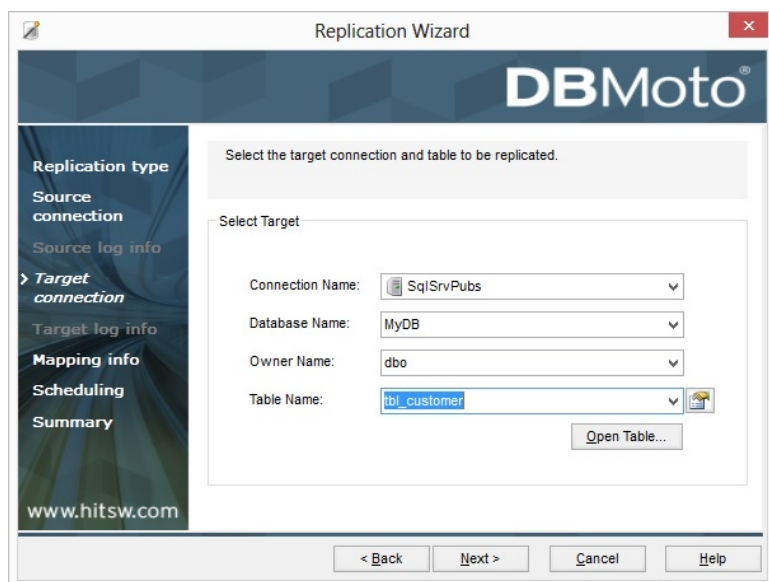 Replication Wizard
DBMoto®
Replication type
Source
connection
Source log info
Target
connection
Target log info
Mapping info
Scheduling
Summary
www.hitsw.com
Select the target connection and table to be replicated.
Select Target
Connection Name: SqlSrvPubs
Database Name: MyDB
Owner Name: dbo
Table Name: tbl_customer
Open Table...
< Back Next > Cancel Help